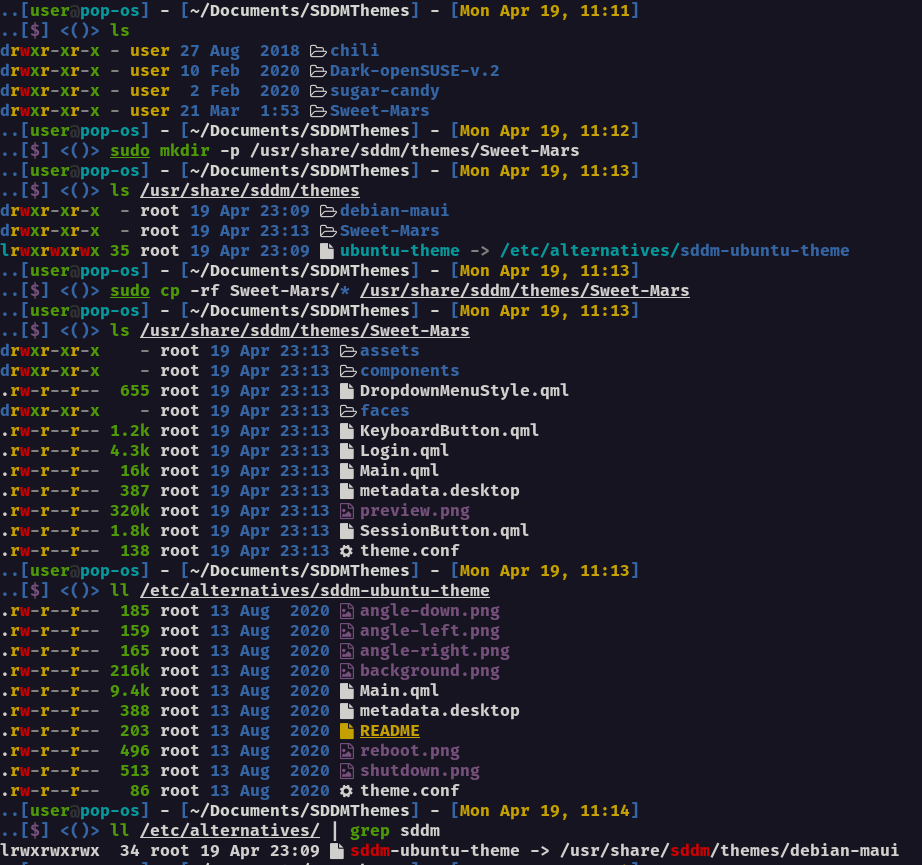 ..[user@pop-os] - [~/Documents/SDDMThemes] - [Mon Apr 19, 11:11]
..[$] <()> ls
drwxr-xr-x - user 27 Aug  2018 chili
drwxr-xr-x - user 10 Feb  2020 Dark-openSUSE-v.2
drwxr-xr-x - user  2 Feb  2020 sugar-candy
drwxr-xr-x - user 21 Mar  1:53 Sweet-Mars
..[user@pop-os] - [~/Documents/SDDMThemes] - [Mon Apr 19, 11:12]
..[$] <()> sudo mkdir -p /usr/share/sddm/themes/Sweet-Mars
..[user@pop-os] - [~/Documents/SDDMThemes] - [Mon Apr 19, 11:13]
..[$] <()> ls /usr/share/sddm/themes
drwxr-xr-x  - root 19 Apr 23:09 debian-maui
drwxr-xr-x  - root 19 Apr 23:13 Sweet-Mars
lrwxrwxrwx 35 root 19 Apr 23:09 ubuntu-theme -> /etc/alternatives/sddm-ubuntu-theme
..[user@pop-os] - [~/Documents/SDDMThemes] - [Mon Apr 19, 11:13]
..[$] <()> sudo cp -rf Sweet-Mars/* /usr/share/sddm/themes/Sweet-Mars
..[user@pop-os] - [~/Documents/SDDMThemes] - [Mon Apr 19, 11:13]
..[$] <()> ls /usr/share/sddm/themes/Sweet-Mars
drwxr-xr-x    - root 19 Apr 23:13 assets
drwxr-xr-x    - root 19 Apr 23:13 components
.rw-r--r--  655 root 19 Apr 23:13 DropdownMenuStyle.qml
drwxr-xr-x    - root 19 Apr 23:13 faces
.rw-r--r-- 1.2k root 19 Apr 23:13 KeyboardButton.qml
.rw-r--r-- 4.3k root 19 Apr 23:13 Login.qml
.rw-r--r--  16k root 19 Apr 23:13 Main.qml
.rw-r--r--  387 root 19 Apr 23:13 metadata.desktop
.rw-r--r-- 320k root 19 Apr 23:13 preview.png
.rw-r--r-- 1.8k root 19 Apr 23:13 SessionButton.qml
.rw-r--r--  138 root 19 Apr 23:13 theme.conf
..[user@pop-os] - [~/Documents/SDDMThemes] - [Mon Apr 19, 11:13]
..[$] <()> ll /etc/alternatives/sddm-ubuntu-theme
.rw-r--r--  185 root 13 Aug  2020 angle-down.png
.rw-r--r--  159 root 13 Aug  2020 angle-left.png
.rw-r--r--  165 root 13 Aug  2020 angle-right.png
.rw-r--r-- 216k root 13 Aug  2020 background.png
.rw-r--r-- 9.4k root 13 Aug  2020 Main.qml
.rw-r--r--  388 root 13 Aug  2020 metadata.desktop
.rw-r--r--  203 root 13 Aug  2020 README
.rw-r--r--  496 root 13 Aug  2020 reboot.png
.rw-r--r--  513 root 13 Aug  2020 shutdown.png
.rw-r--r--   86 root 13 Aug  2020 theme.conf
..[user@pop-os] - [~/Documents/SDDMThemes] - [Mon Apr 19, 11:14]
..[$] <()> ll /etc/alternatives/ | grep sddm
lrwxrwxrwx  34 root 19 Apr 23:09 sddm-ubuntu-theme -> /usr/share/sddm/themes/debian-maui